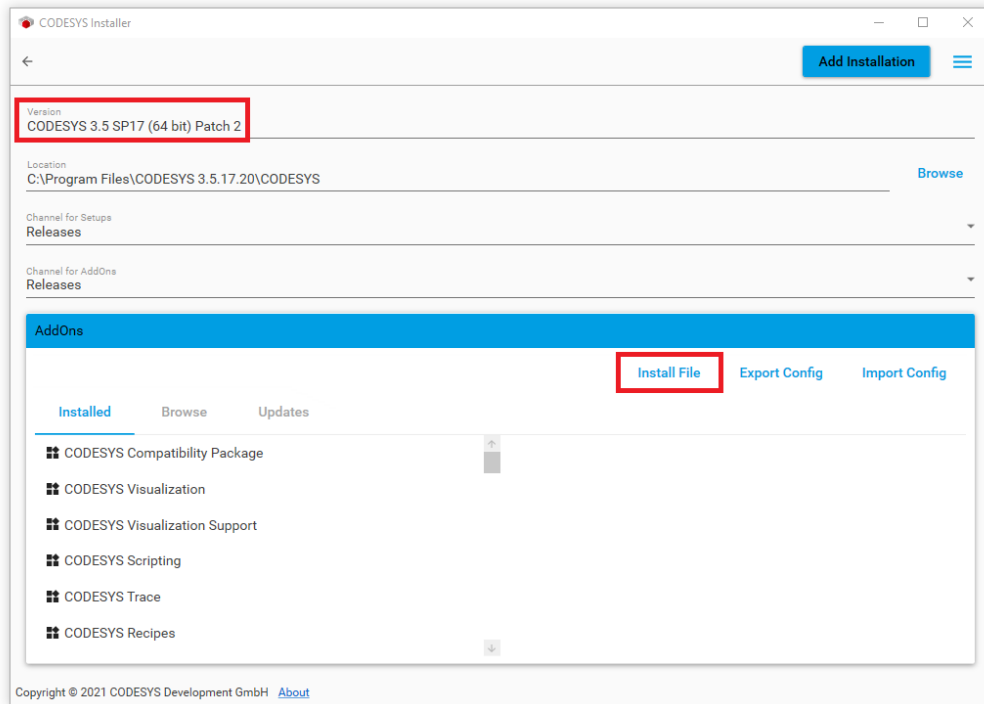 CODESYS Installer
Add Installation
Version
CODESYS 3.5 SP17 (64 bit) Patch 2
Location
C:\Program Files\CODESYS 3.5.17.20\CODESYS
Browse
Channel for Setups
Releases
Channel for AddOns
Releases
AddOns
Install File Export Config Import Config
Installed Browse Updates
CODESYS Compatibility Package
CODESYS Visualization
CODESYS Visualization Support
CODESYS Scripting
CODESYS Trace
CODESYS Recipes
Copyright © 2021 CODESYS Development GmbH About